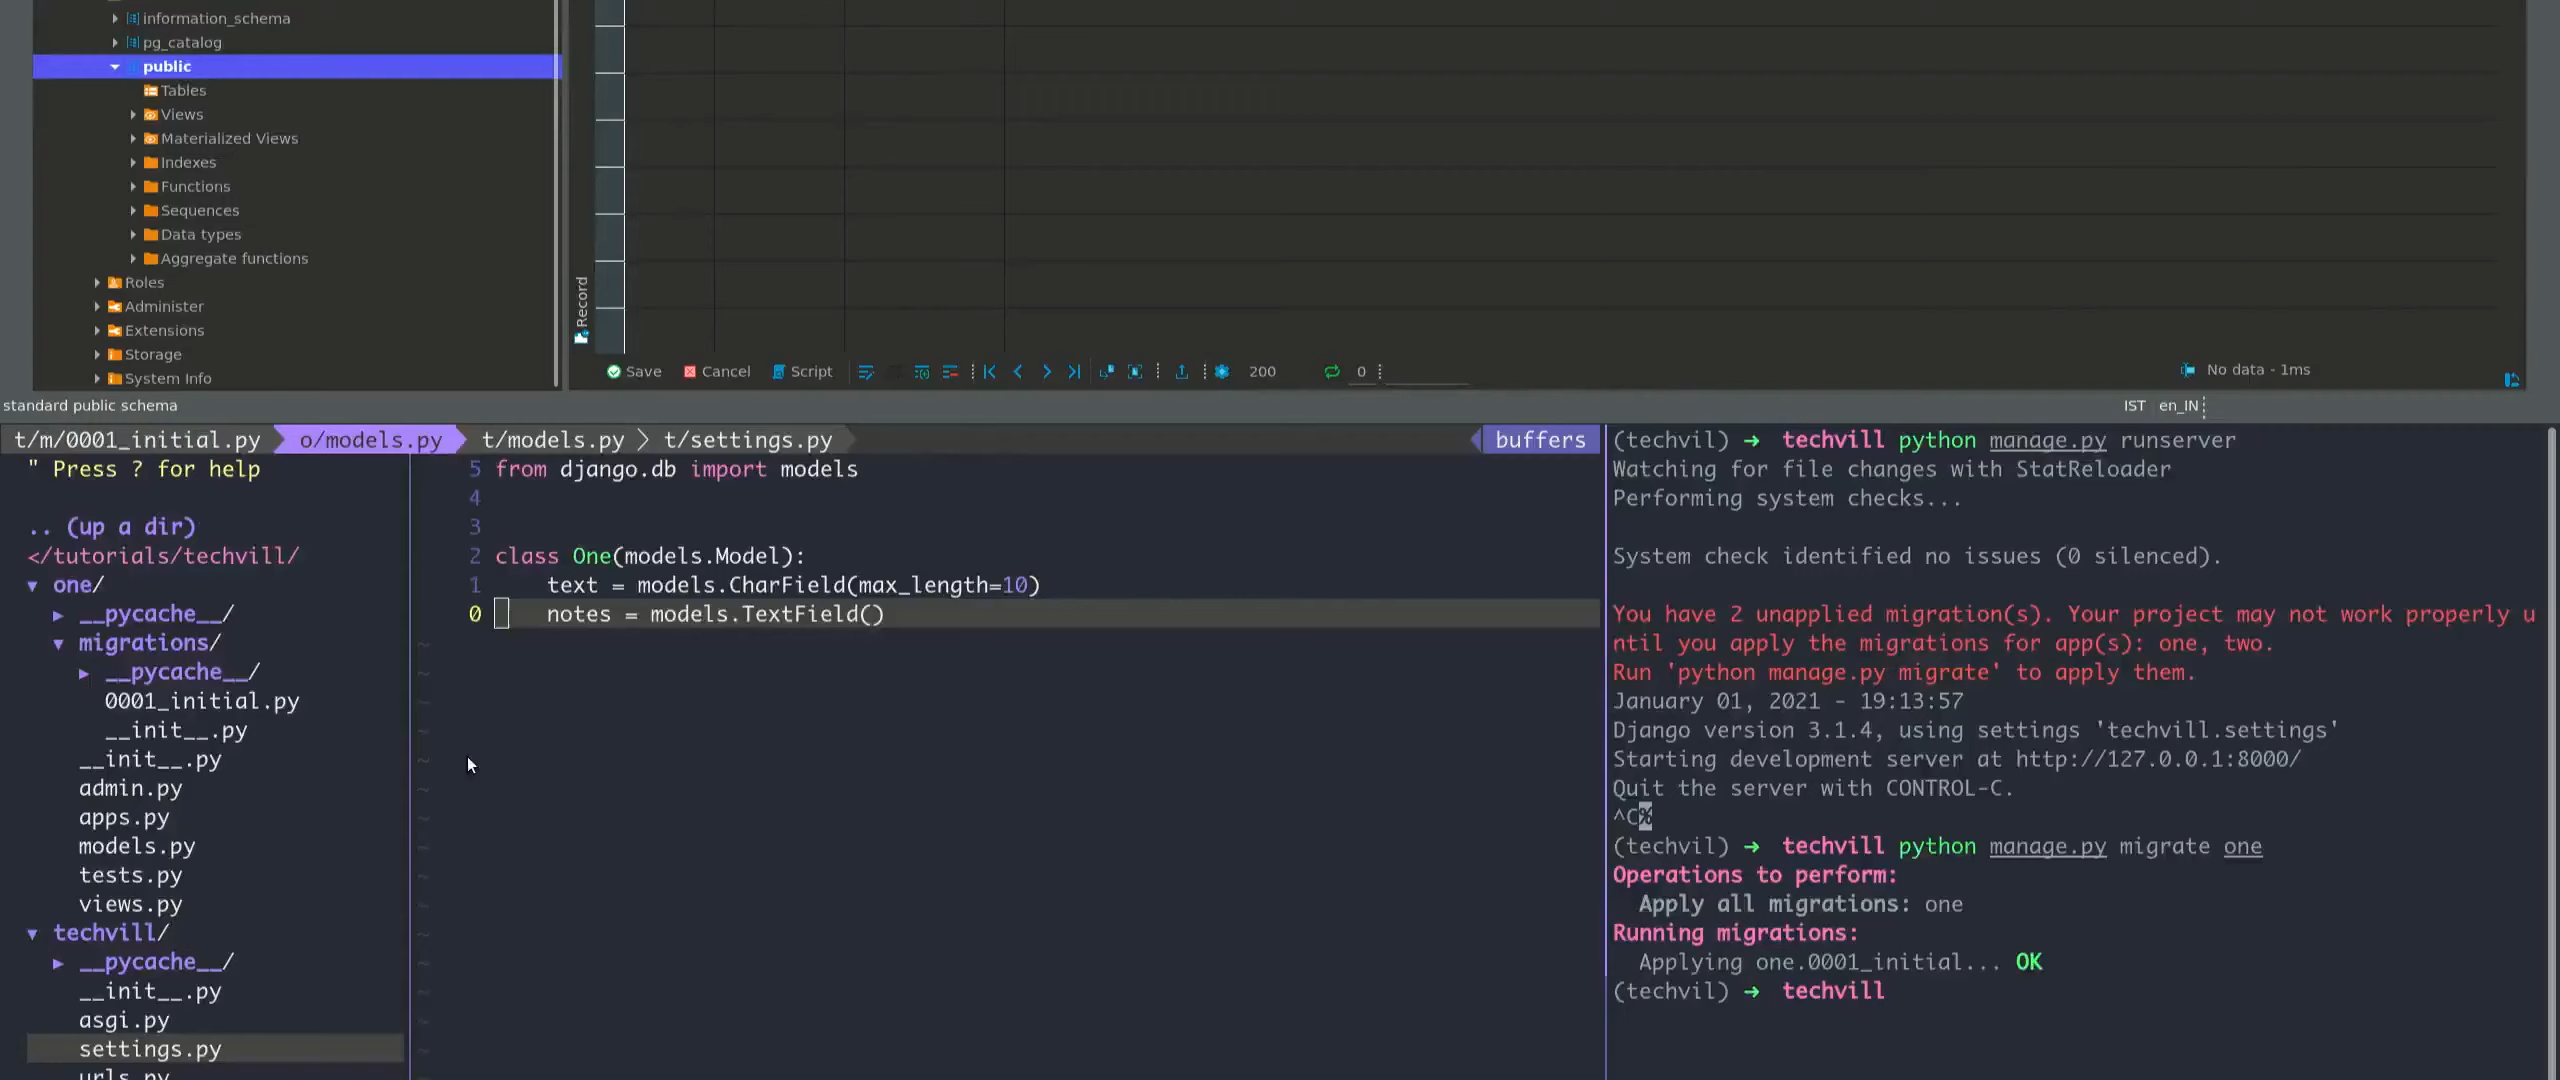 information_schema
pg_catalog
public
Tables
Views
Materialized Views
Indexes
Functions
Sequences
Data types
Aggregate functions
Roles
Administer
Extensions
Storage
System Info
Record
Save
Cancel
Script
200
0
No data - 1ms
standard public schema
IST
en_IN
t/m/0001_initial.py
o/models.py
t/models.py
t/settings.py
buffers
" Press ? for help
.. (up a dir)
</tutorials/techvill/
▼ one/
▶ __pycache__/
▼ migrations/
▶ __pycache__/
0001_initial.py
__init__.py
__init__.py
admin.py
apps.py
models.py
tests.py
views.py
▼ techvill/
▶ __pycache__/
__init__.py
asgi.py
settings.py
urls.py
5 from django.db import models
4
3
2 class One(models.Model):
1 text = models.CharField(max_length=10)
0 notes = models.TextField()
(techvil) ➜ techvill python manage.py runserver
Watching for file changes with StatReloader
Performing system checks...
System check identified no issues (0 silenced).
You have 2 unapplied migration(s). Your project may not work properly u
ntil you apply the migrations for app(s): one, two.
Run 'python manage.py migrate' to apply them.
January 01, 2021 - 19:13:57
Django version 3.1.4, using settings 'techvill.settings'
Starting development server at http://127.0.0.1:8000/
Quit the server with CONTROL-C.
^C%
(techvil) ➜ techvill python manage.py migrate one
Operations to perform:
Apply all migrations: one
Running migrations:
Applying one.0001_initial... OK
(techvil) ➜ techvill